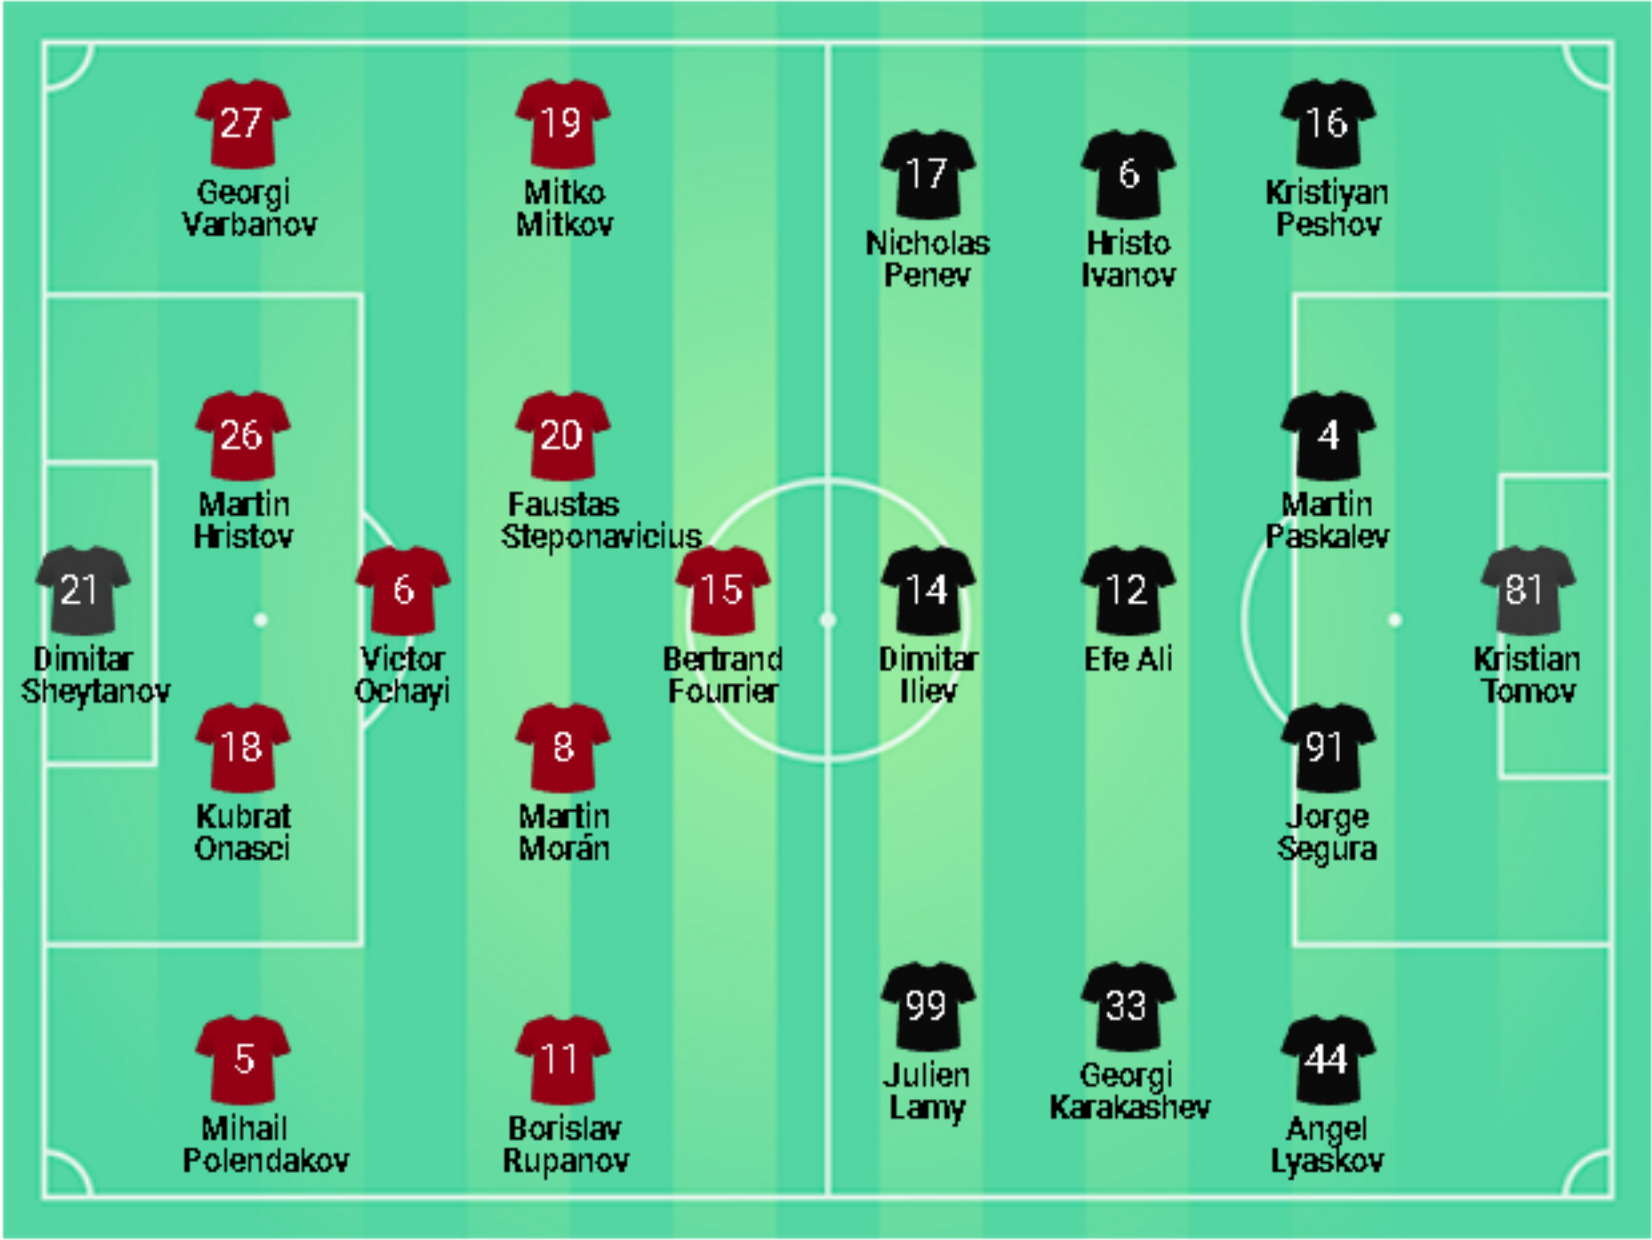 27
Georgi
Varbanov
19
Mitko
Mitkov
17
Nicholas
Penev
6
Hristo
Ivanov
16
Kristiyan
Peshov
26
Martin
Hristov
20
Faustas
Steponavicius
4
Martin
Paskalev
21
Dimitar
Sheytanov
6
Victor
Ochayi
15
Bertrand
Fourrier
14
Dimitar
Iliev
12
Efe Ali
81
Kristian
Tomov
18
Kubrat
Onasci
8
Martin
Morán
91
Jorge
Segura
99
Julien
Lamy
33
Georgi
Karakashev
5
Mihail
Polendakov
11
Borislav
Rupanov
44
Angel
Lyaskov